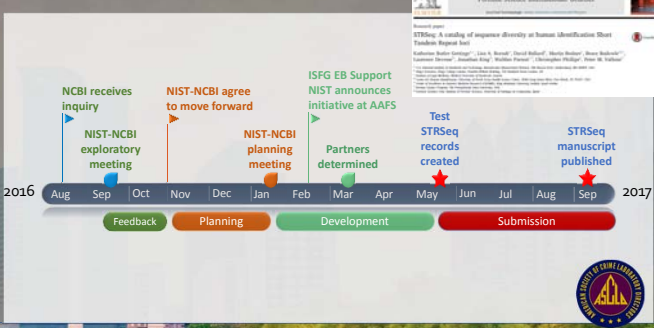 Research paper
STRSeq: A catalog of sequence diversity at human identification Short
Tandem Repeat loci
ISFG EB Support
NIST announces
initiative at AAFS
NCBI receives
inquiry
NIST-NCBI agree
to move forward
Test
STRSeq
records
created
NIST-NCBI
exploratory
meeting
NIST-NCBI
planning
meeting
Partners
determined
STRSeq
manuscript
published
2016
Aug
Sep
Oct
Nov
Dec
Jan
Feb
Mar
Apr
May
Jun
Jul
Aug
Sep
2017
Feedback
Planning
Development
Submission
AMERICAN SOCIETY OF CRIME LABORATORY DIRECTORS
ASCLD